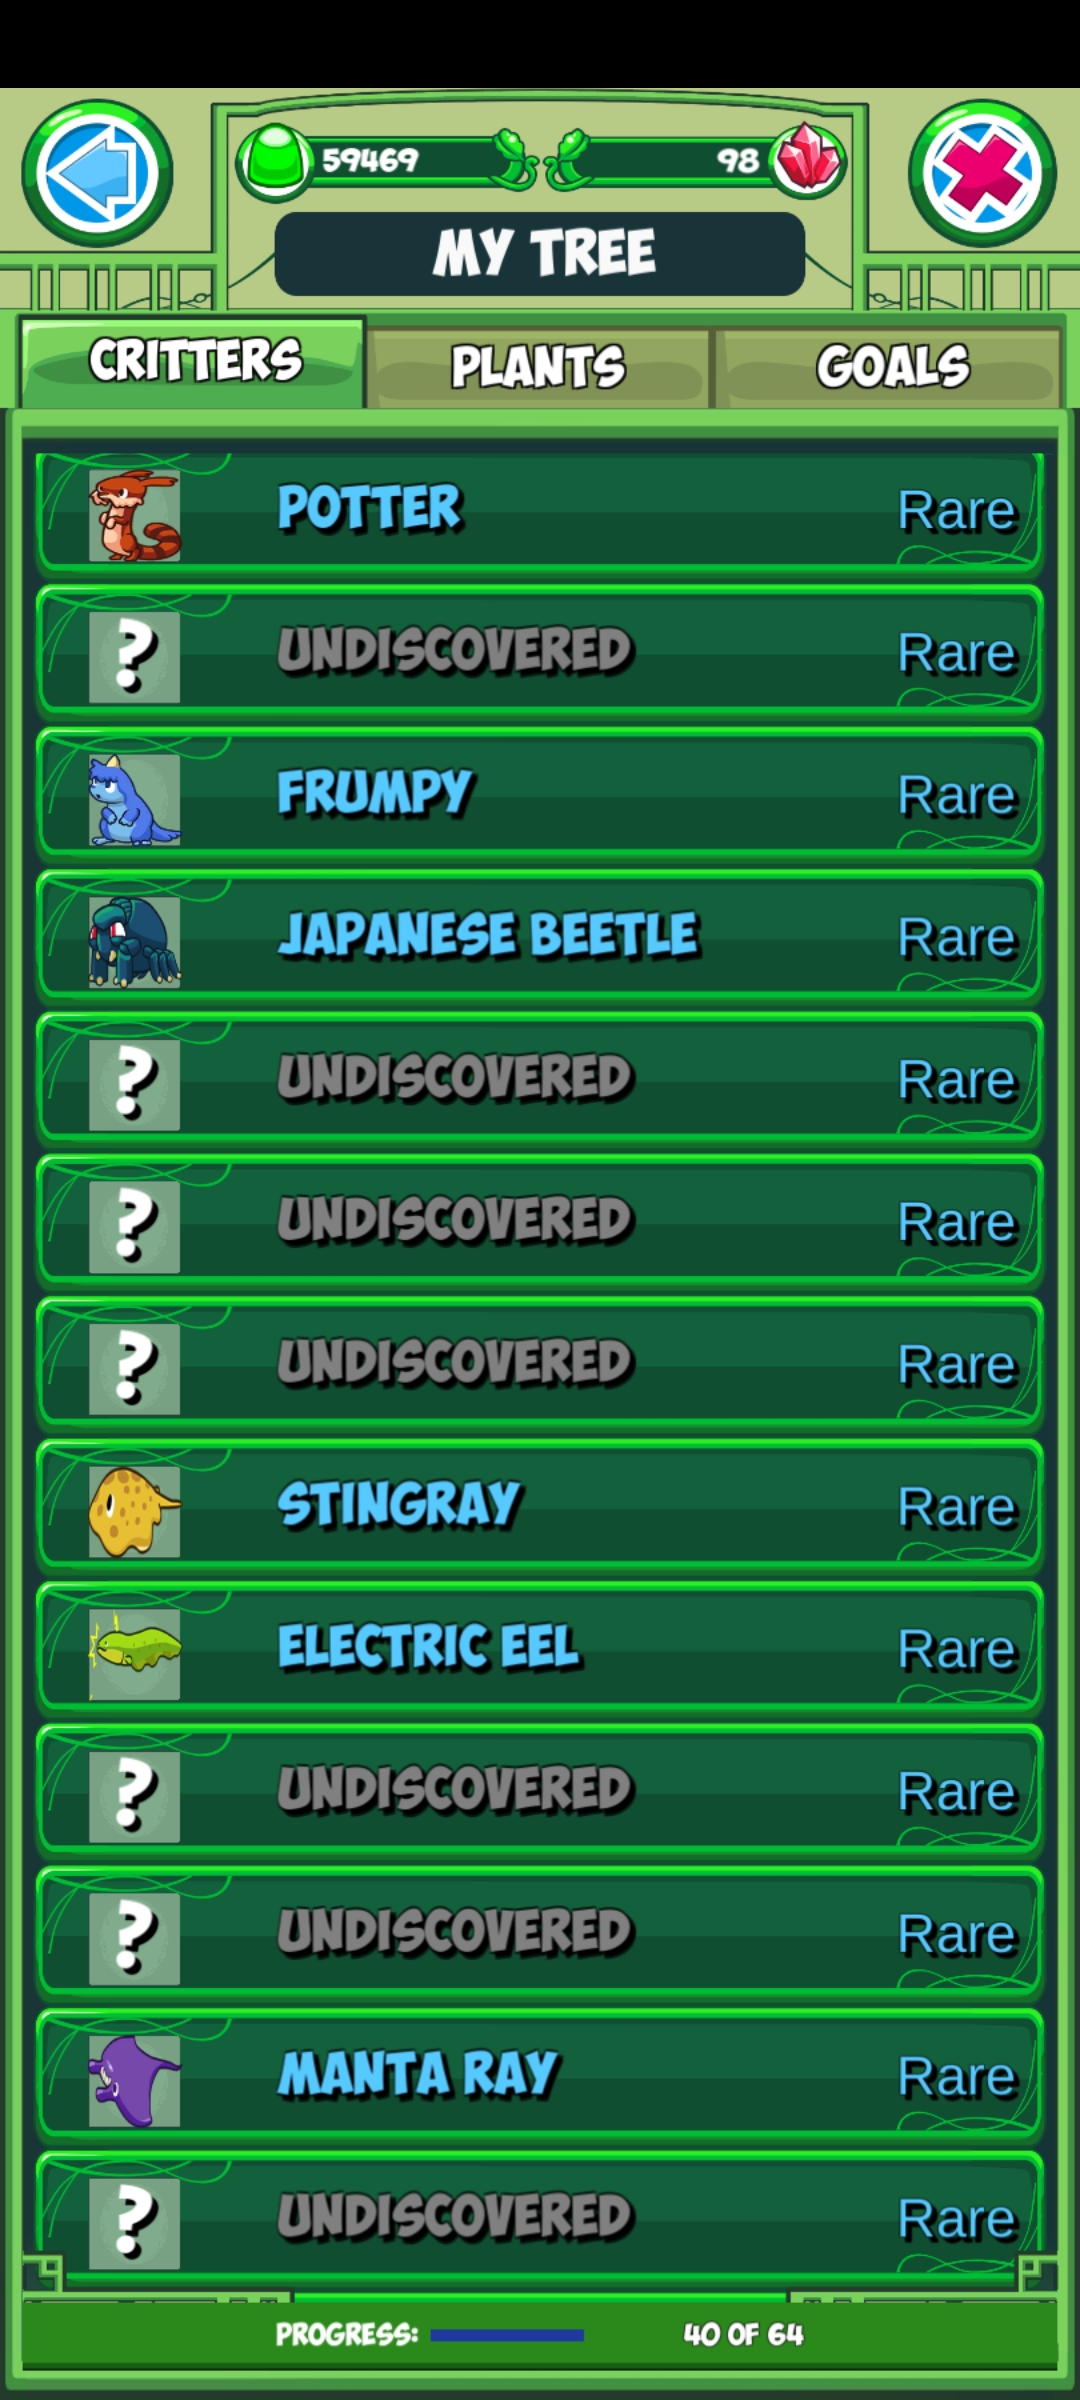 59469
98
MY TREE
CRITTERS
PLANTS
GOALS
POTTER Rare
? UNDISCOVERED Rare
FRUMPY Rare
JAPANESE BEETLE Rare
? UNDISCOVERED Rare
? UNDISCOVERED Rare
? UNDISCOVERED Rare
STINGRAY Rare
ELECTRIC EEL Rare
? UNDISCOVERED Rare
? UNDISCOVERED Rare
MANTA RAY Rare
? UNDISCOVERED Rare
PROGRESS: 40 OF 64